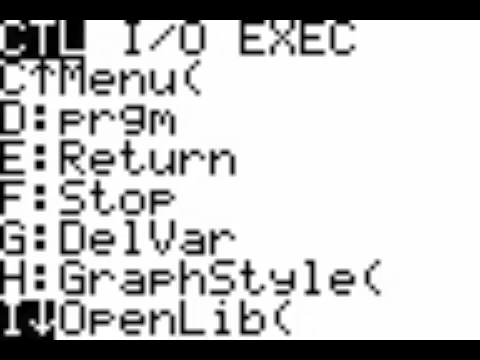 CTL I/O EXEC
C↑Menu(
D:prgm
E:Return
F:Stop
G:DelVar
H:GraphStyle(
I↓OpenLib(